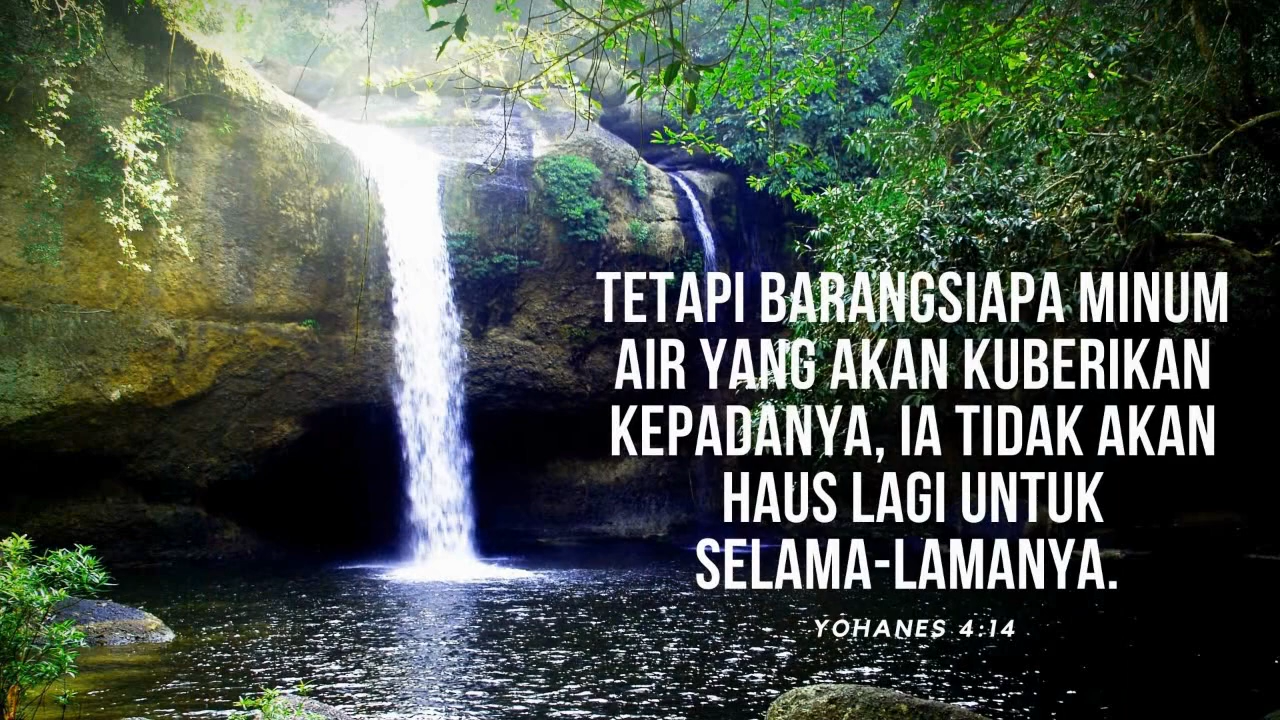 TETAPI BARANGSIAPA MINUM
AIR YANG AKAN KUBERIKAN
KEPADANYA, IA TIDAK AKAN
HAUS LAGI UNTUK
SELAMA-LAMANYA.
YOHANES 4:14